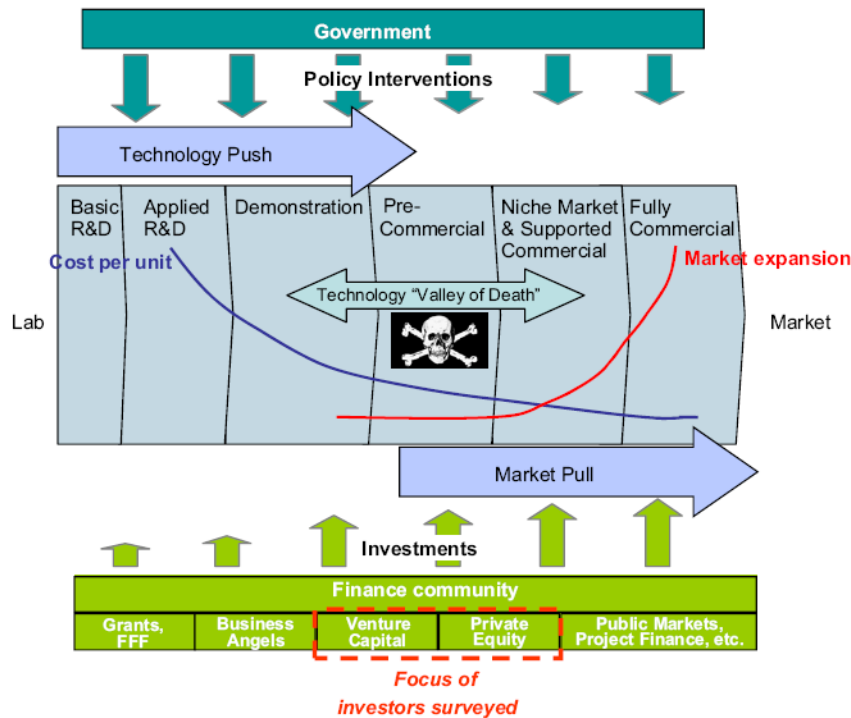 Government
Policy Interventions
Technology Push
Basic
R&D
Applied
R&D
Demonstration
Pre-
Commercial
Niche Market
& Supported
Commercial
Fully
Commercial
Cost per unit
Market expansion
Technology “Valley of Death”
Lab
Market
Market Pull
Investments
Finance community
Grants,
FFF
Business
Angels
Venture
Capital
Private
Equity
Public Markets,
Project Finance, etc.
Focus of
investors surveyed